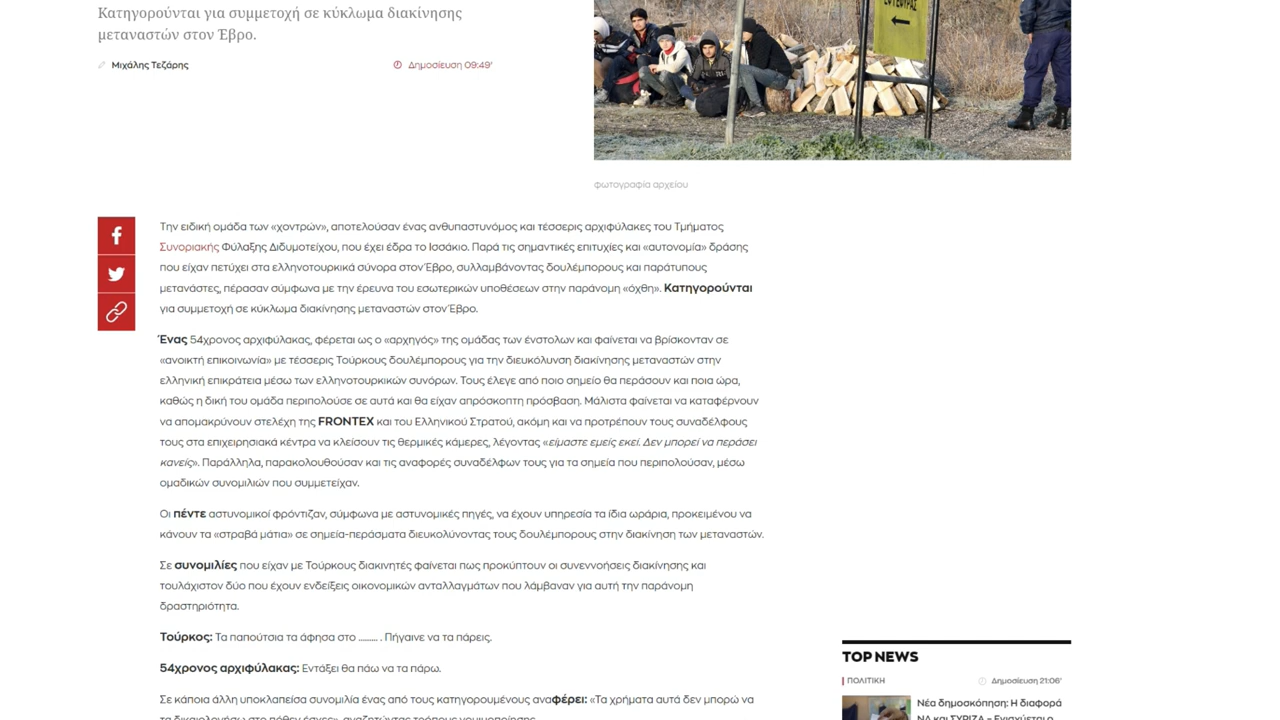 Κατηγορούνται για συμμετοχή σε κύκλωμα διακίνησης
μεταναστών στον Έβρο.
Μιχάλης Τεζάρης
Δημοσίευση 09:49'
φωτογραφία αρχείου
Την ειδική ομάδα των «χοντρών», αποτελούσαν ένας ανθυπαστυνόμος και τέσσερις αρχιφύλακες του Τμήματος
Συνοριακής Φύλαξης Διδυμοτείχου, που έχει έδρα το Ισσάκιο. Παρά τις σημαντικές επιτυχίες και «αυτονομία» δράσης
που είχαν πετύχει στα ελληνοτουρκικά σύνορα στον Έβρο, συλλαμβάνοντας δουλέμπορους και παράτυπους
μετανάστες, πέρασαν σύμφωνα με την έρευνα του εσωτερικών υποθέσεων στην παράνομη «όχθη». Κατηγορούνται
για συμμετοχή σε κύκλωμα διακίνησης μεταναστών στον Έβρο.
Ένας 54χρονος αρχιφύλακας, φέρεται ως ο «αρχηγός» της ομάδας των ένστολων και φαίνεται να βρίσκονταν σε
«ανοικτή επικοινωνία» με τέσσερις Τούρκους δουλέμπορους για την διευκόλυνση διακίνησης μεταναστών στην
ελληνική επικράτεια μέσω των ελληνοτουρκικών συνόρων. Τους έλεγε από ποιο σημείο θα περάσουν και ποια ώρα,
καθώς η δική του ομάδα περιπολούσε σε αυτά και θα είχαν απρόσκοπτη πρόσβαση. Μάλιστα φαίνεται να καταφέρνουν
να απομακρύνουν στελέχη της FRONTEX και του Ελληνικού Στρατού, ακόμη και να προτρέπουν τους συναδέλφους
τους στα επιχειρησιακά κέντρα να κλείσουν τις θερμικές κάμερες, λέγοντας «είμαστε εμείς εκεί. Δεν μπορεί να περάσει
κανείς». Παράλληλα, παρακολουθούσαν και τις αναφορές συναδέλφων τους για τα σημεία που περιπολούσαν, μέσω
ομαδικών συνομιλιών που συμμετείχαν.
Οι πέντε αστυνομικοί φρόντιζαν, σύμφωνα με αστυνομικές πηγές, να έχουν υπηρεσία τα ίδια ωράρια, προκειμένου να
κάνουν τα «στραβά μάτια» σε σημεία-περάσματα διευκολύνοντας τους δουλέμπορους στην διακίνηση των μεταναστών.
Σε συνομιλίες που είχαν με Τούρκους διακινητές φαίνεται πως προκύπτουν οι συνεννοήσεις διακίνησης και
τουλάχιστον δύο που έχουν ενδείξεις οικονομικών ανταλλαγμάτων που λάμβαναν για αυτή την παράνομη
δραστηριότητα.
Τούρκος: Τα παπούτσια τα άφησα στο ......... . Πήγαινε να τα πάρεις.
54χρονος αρχιφύλακας: Εντάξει θα πάω να τα πάρω.
Σε κάποια άλλη υποκλαπείσα συνομιλία ένας από τους κατηγορουμένους αναφέρει: «Τα χρήματα αυτά δεν μπορώ να
τα δικαιολογήσω στο πόθεν έσχες», αναζητώντας τρόπους νομιμοποίησης.
TOP NEWS
ΠΟΛΙΤΙΚΗ
Δημοσίευση 21:06'
Νέα δημοσκόπηση: Η διαφορά
ΝΔ και ΣΥΡΙΖΑ – Ενισχύεται ο